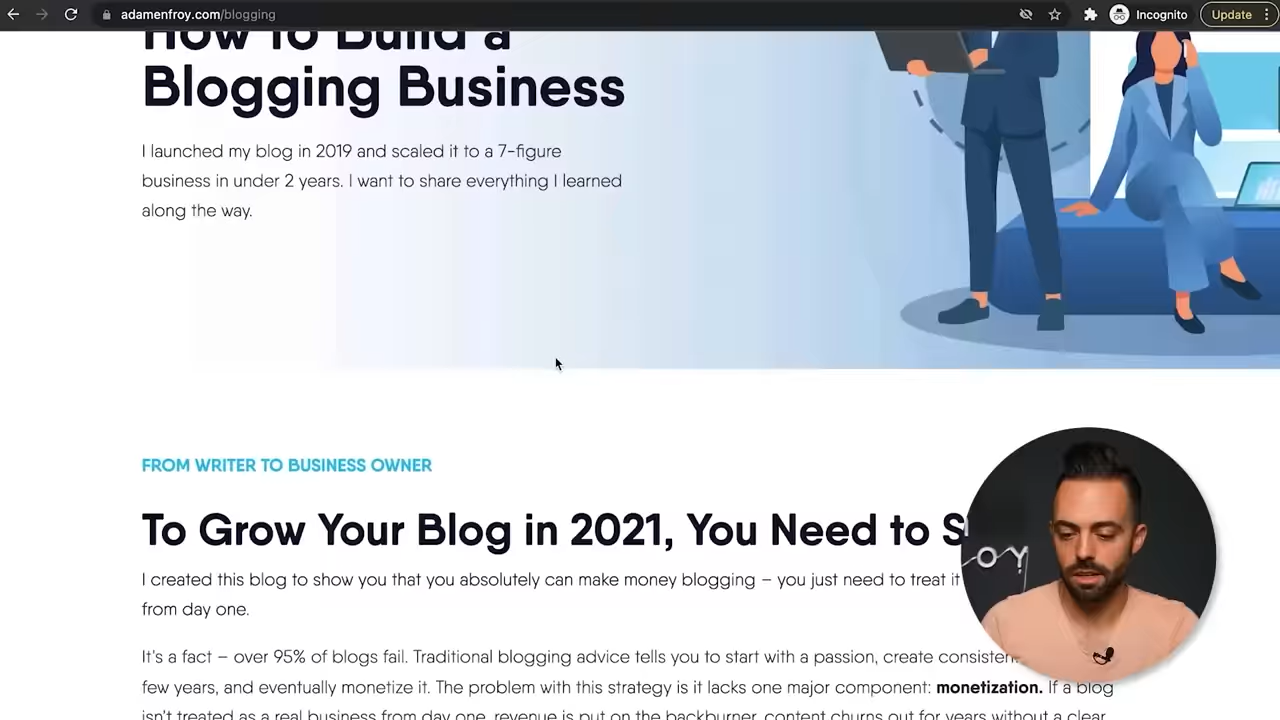 adamenfroy.com/blogging
Incognito
Update
How to Build a
Blogging Business
I launched my blog in 2019 and scaled it to a 7-figure
business in under 2 years. I want to share everything I learned
along the way.
FROM WRITER TO BUSINESS OWNER
To Grow Your Blog in 2021, You Need to S
I created this blog to show you that you absolutely can make money blogging – you just need to treat it
from day one.
OY
It's a fact – over 95% of blogs fail. Traditional blogging advice tells you to start with a passion, create consisten
few years, and eventually monetize it. The problem with this strategy is it lacks one major component: monetization. If a blog
isn't treated as a real business from day one, revenue is put on the backburner, content churns out for years without a clear